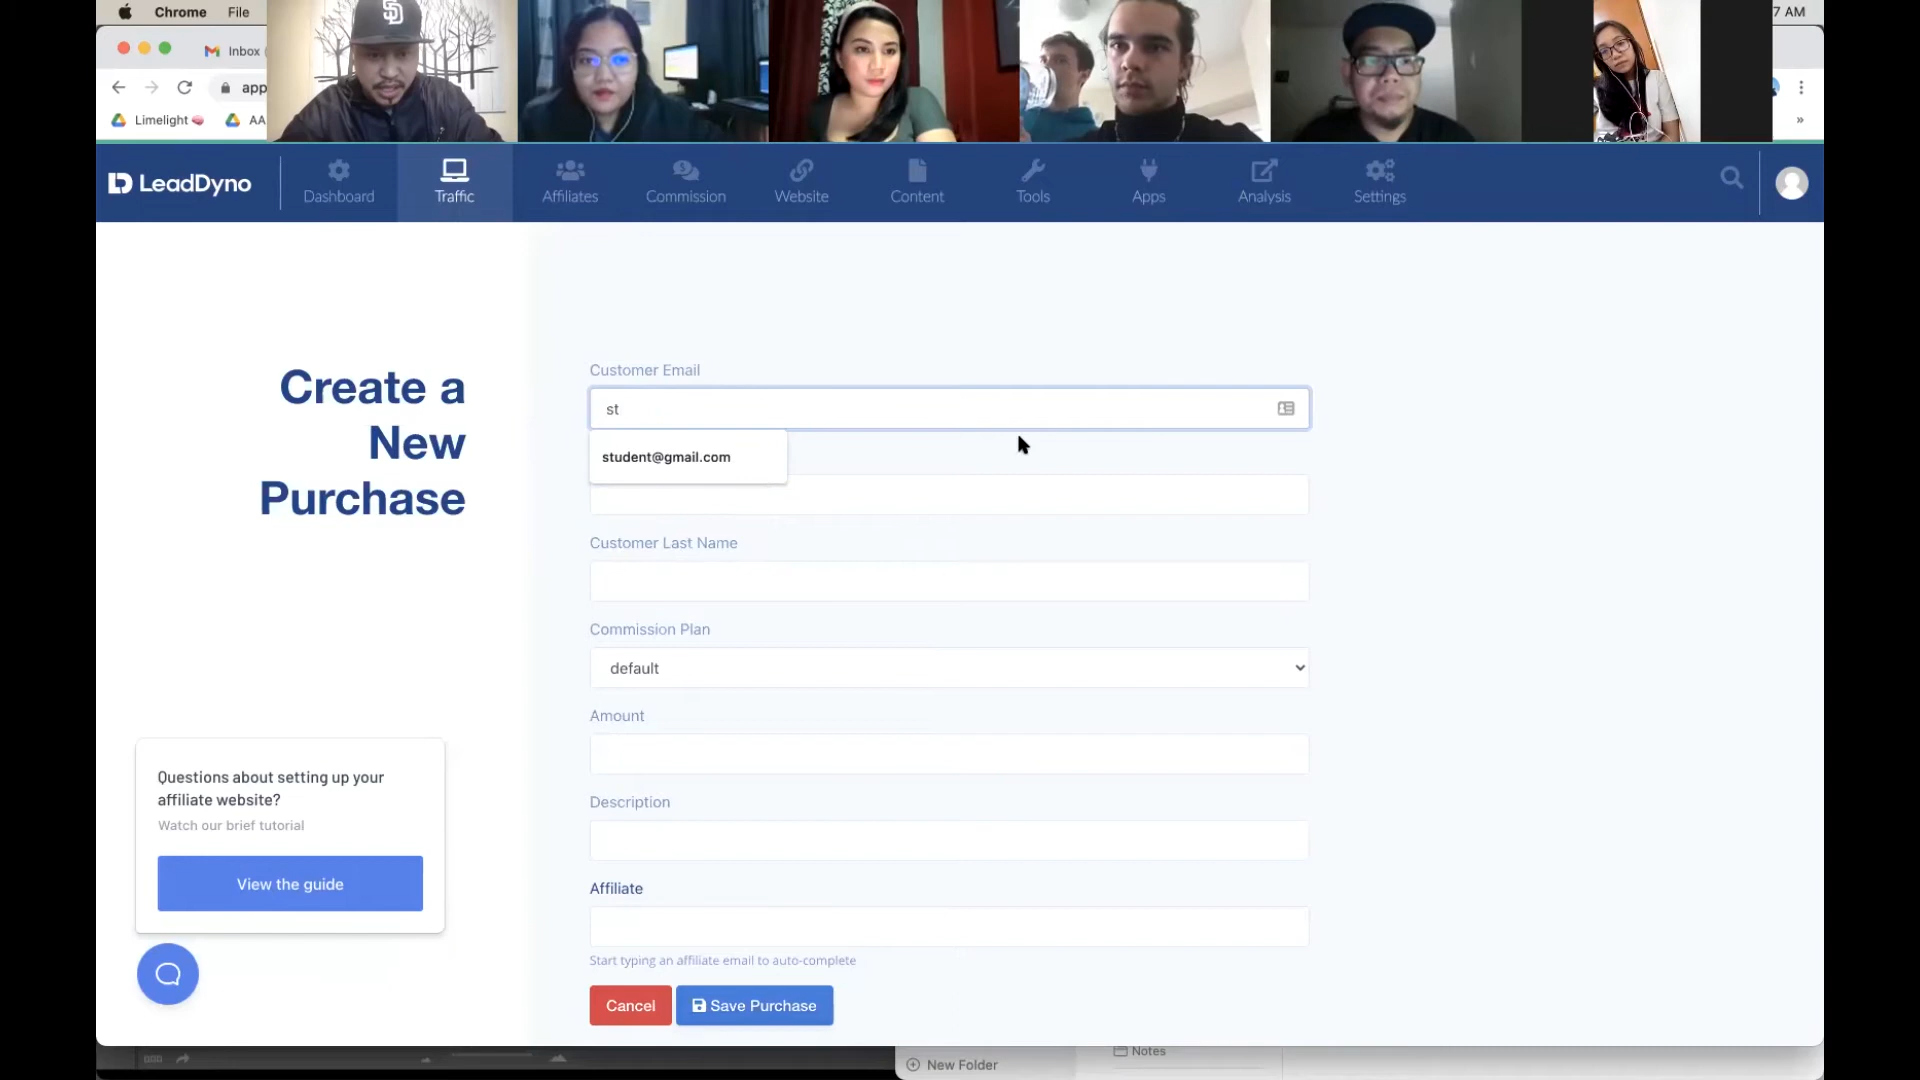 Chrome File
7 AM
Inbox
app
Limelight AA
»
SD
LeadDyno
Dashboard Traffic Affiliates Commission Website Content Tools Apps Analysis Settings
Create a
New
Purchase
Customer Email
st
student@gmail.com
Customer Last Name
Commission Plan
default
Amount
Description
Affiliate
Start typing an affiliate email to auto-complete
Cancel Save Purchase
Questions about setting up your
affiliate website?
Watch our brief tutorial
View the guide
Notes
New Folder